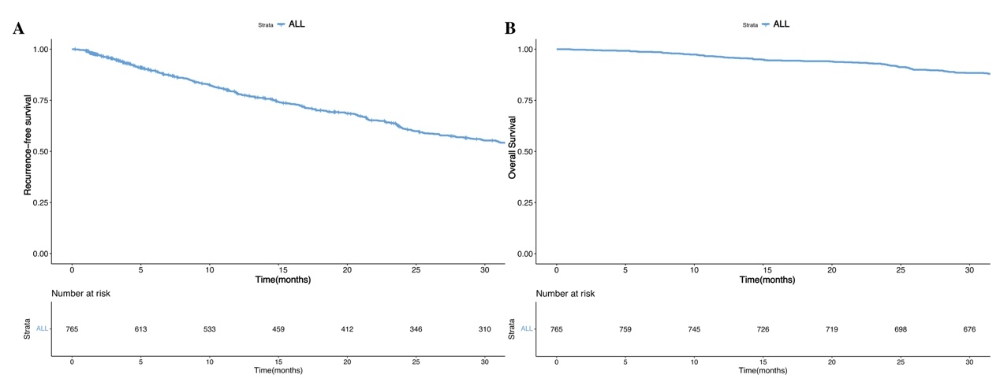 A
Strata ALL
1.00
0.75
0.50
0.25
0.00
Recurrence-free survival
0 5 10 15 20 25 30
Time(months)
Number at risk
Strata
ALL 765 613 533 459 412 346 310
0 5 10 15 20 25 30
Time(months)
B
Strata ALL
1.00
0.75
0.50
0.25
0.00
Overall Survival
0 5 10 15 20 25 30
Time(months)
Number at risk
Strata
ALL 765 759 745 726 719 698 676
0 5 10 15 20 25 30
Time(months)